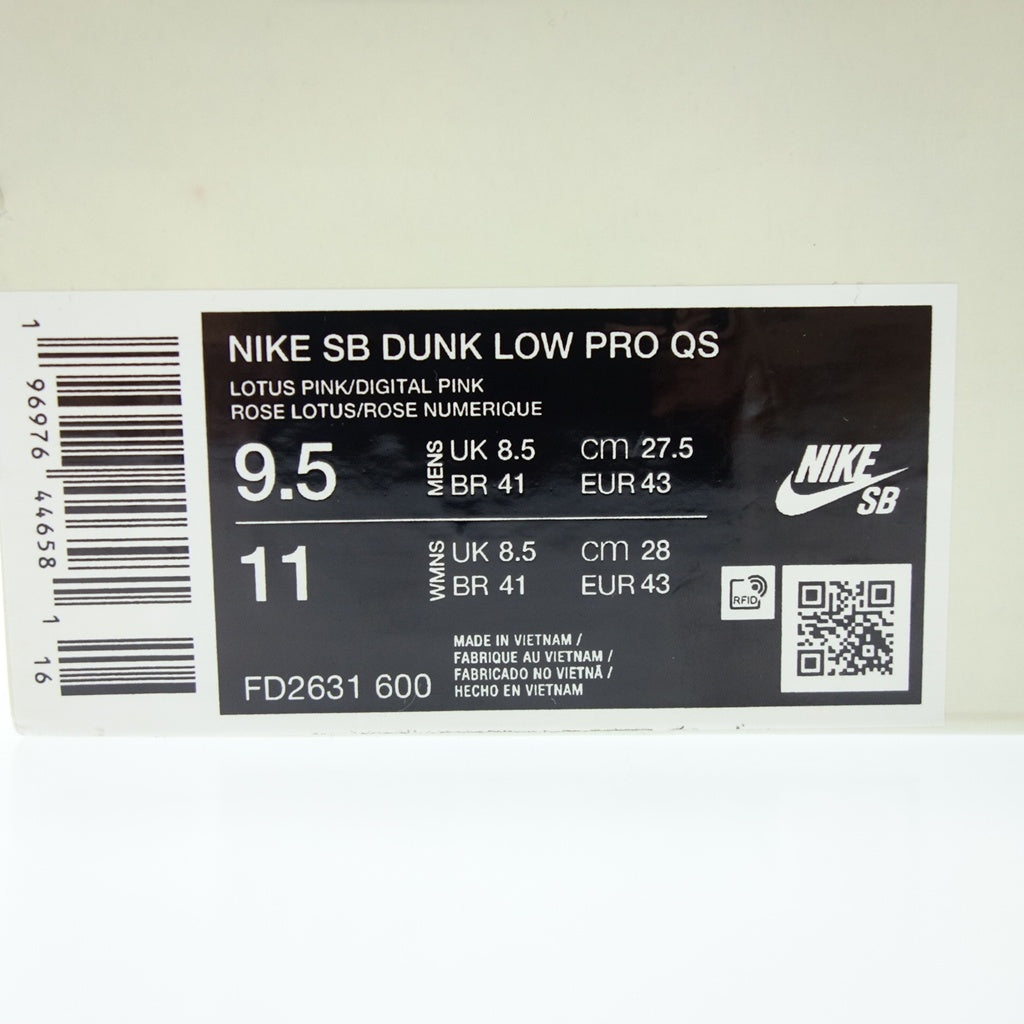 1 96976 44658 1 16
NIKE SB DUNK LOW PRO QS
LOTUS PINK/DIGITAL PINK
ROSE LOTUS/ROSE NUMERIQUE
9.5 MENS UK 8.5 cm 27.5
BR 41 EUR 43
11 WMNS UK 8.5 cm 28
BR 41 EUR 43
NIKE
SB
RFID
MADE IN VIETNAM /
FABRIQUE AU VIETNAM /
FABRICADO NO VIETNÃ /
HECHO EN VIETNAM
FD2631 600